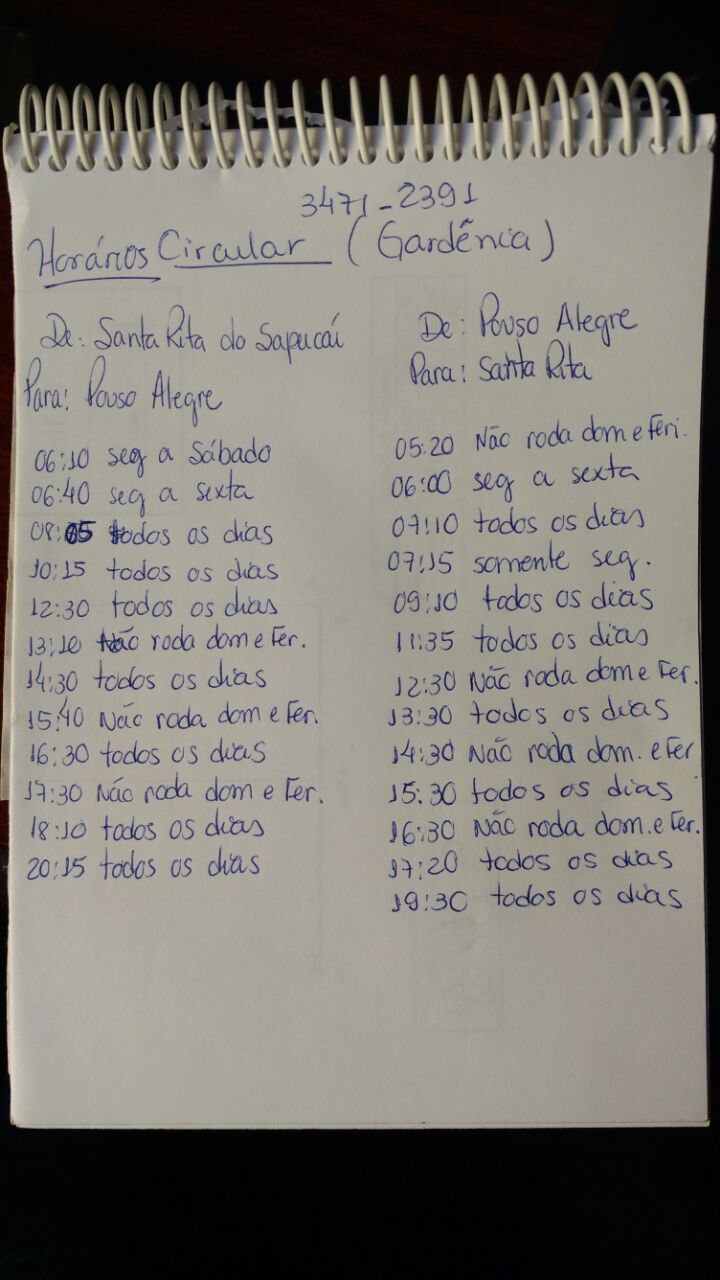 3471-2391
Horários Circular (Gardênia)
De: Santa Rita do Sapucaí
Para: Pouso Alegre
06:10 seg a Sábado
06:40 seg a sexta
08:05 todos os dias
10:15 todos os dias
12:30 todos os dias
13:10 Não roda dom e Fer.
14:30 todos os dias
15:40 Não roda dom e Fer.
16:30 todos os dias
17:30 Não roda dom e Fer.
18:10 todos os dias
20:15 todos os dias
De: Pouso Alegre
Para: Santa Rita
05:20 Não roda dom e Feri.
06:00 seg a sexta
07:10 todos os dias
07:15 somente seg.
09:10 todos os dias
11:35 todos os dias
12:30 Não roda dom e Fer.
13:30 todos os dias
14:30 Não roda dom. e Fer
15:30 todos os dias
16:30 Não roda dom. e Fer.
17:20 todos os dias
19:30 todos os dias